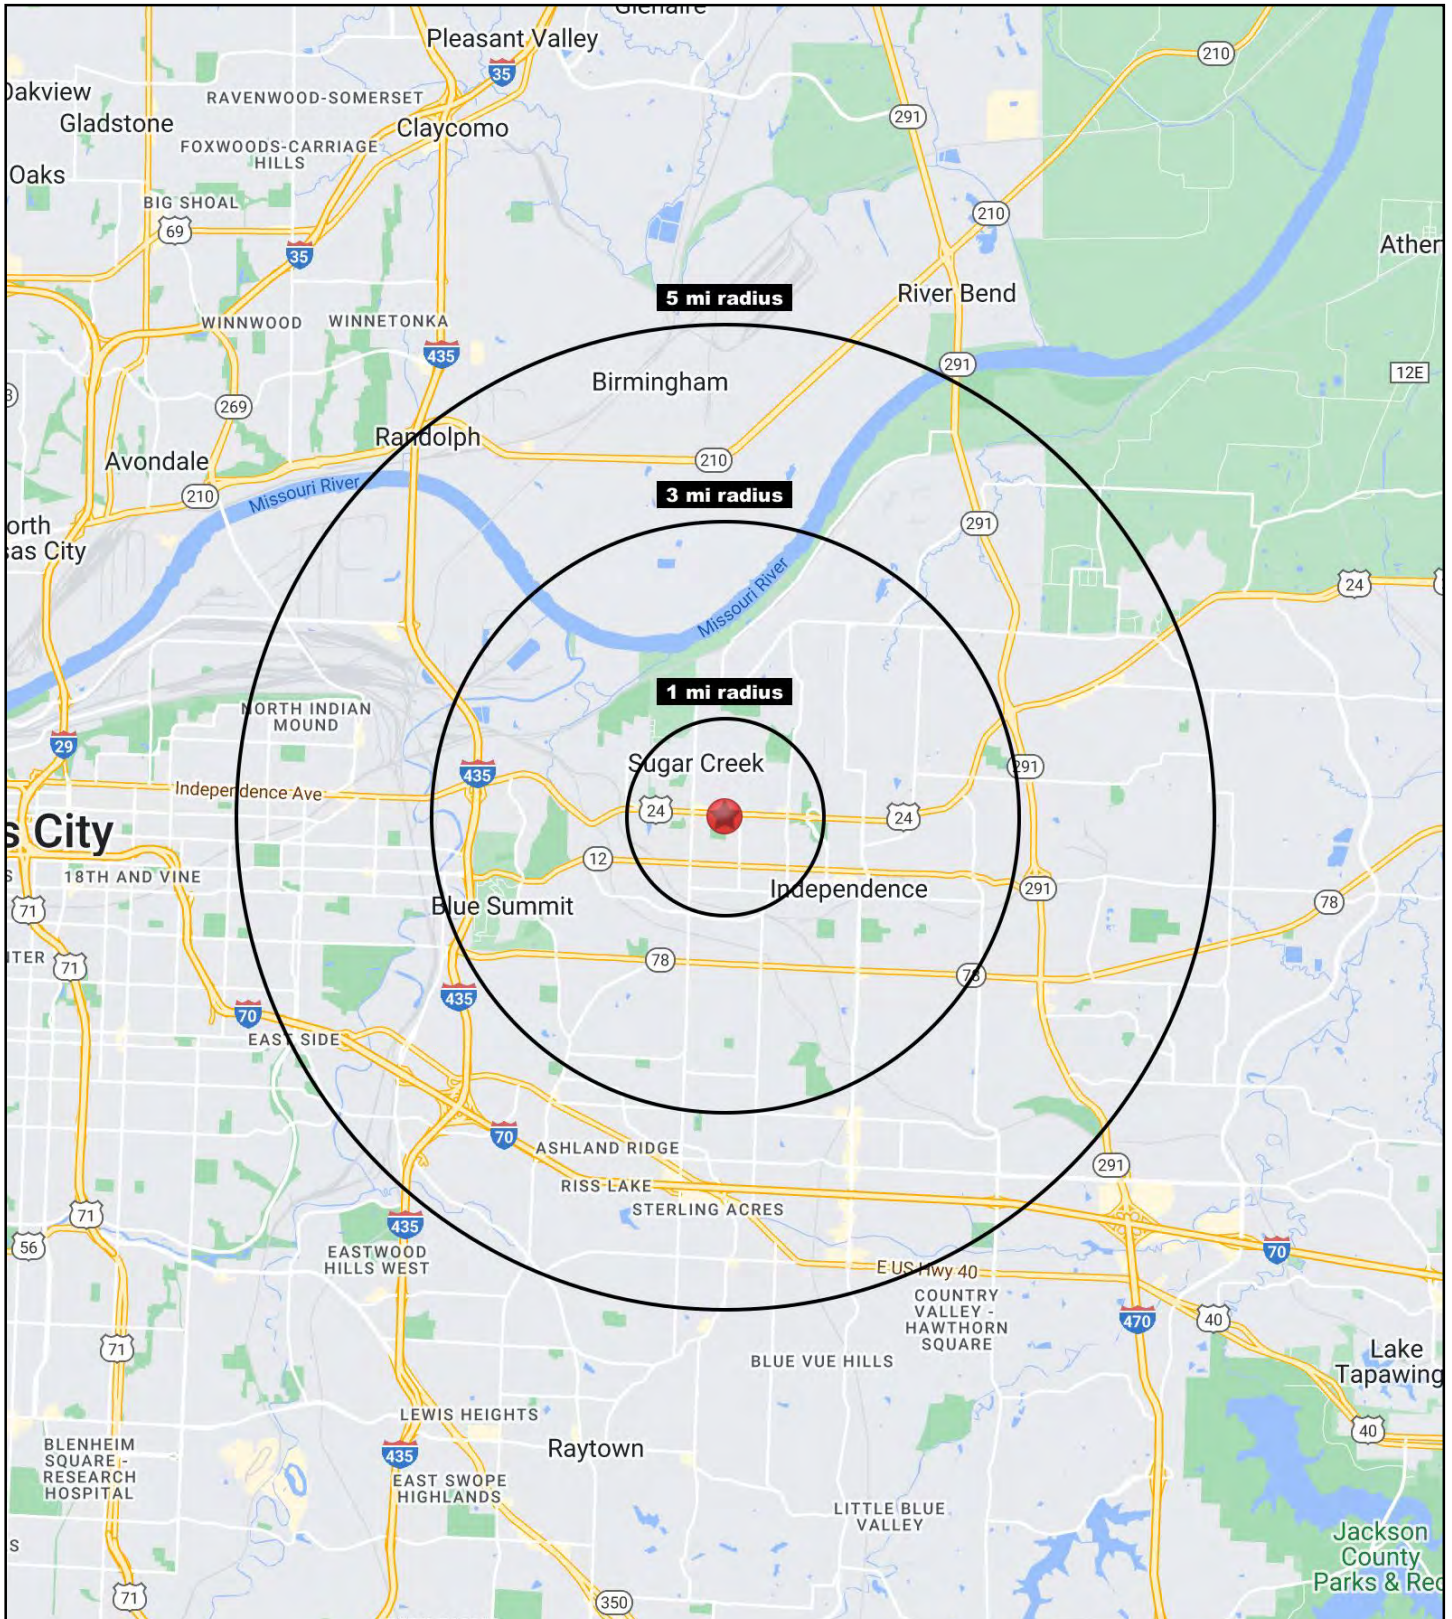 Glenaire
Pleasant Valley
35
210
Oakview
RAVENWOOD-SOMERSET
291
Gladstone
Claycomo
FOXWOODS-CARRIAGE
HILLS
Oaks
BIG SHOAL
210
69
35
Ather
River Bend
5 mi radius
WINNWOOD
WINNETONKA
435
291
12E
Birmingham
3
269
Randolph
Avondale
210
210
Missouri River
3 mi radius
orth
sas City
291
24
Missouri River
1 mi radius
NORTH INDIAN
MOUND
29
Sugar Creek
435
291
Independence Ave
24
24
s City
12
18TH AND VINE
S
Independence
291
Blue Summit
71
78
NTER
71
78
78
435
70
EAST SIDE
70
ASHLAND RIDGE
291
RISS LAKE
STERLING ACRES
71
435
56
EASTWOOD
HILLS WEST
70
E US Hwy 40
COUNTRY
VALLEY -
HAWTHORN
SQUARE
470
40
71
Lake
Tapawing
BLUE VUE HILLS
LEWIS HEIGHTS
40
BLENHEIM
SQUARE -
RESEARCH
HOSPITAL
435
Raytown
EAST SWOPE
HIGHLANDS
LITTLE BLUE
VALLEY
S
Jackson
County
Parks & Rec
71
350